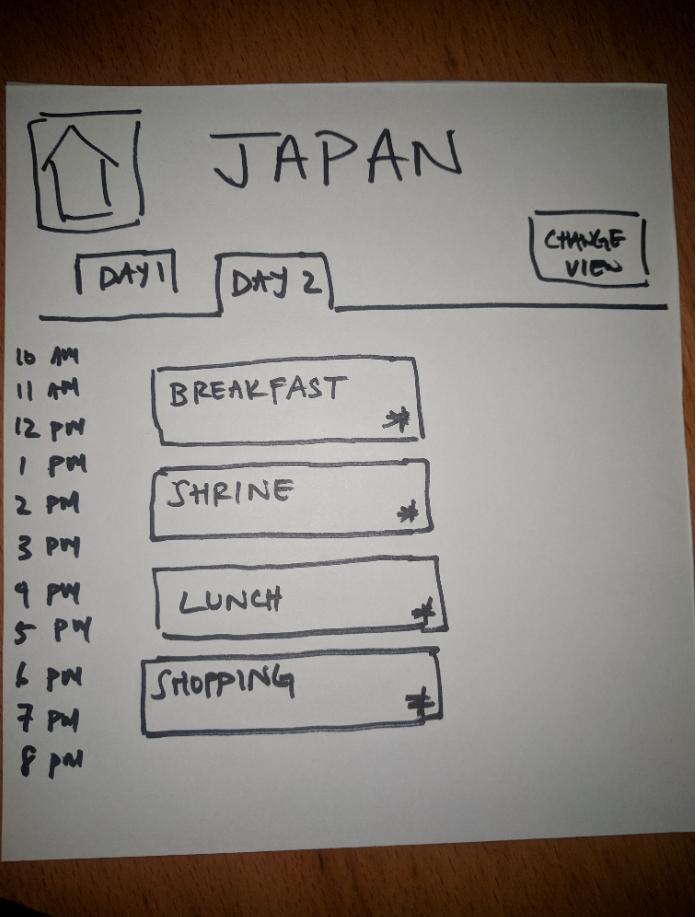 JAPAN
CHANGE
VIEW
DAY 1
DAY 2
10 AM
11 AM
12 PM
1 PM
2 PM
3 PM
4 PM
5 PM
6 PM
7 PM
8 PM
BREAKFAST
*
SHRINE
*
LUNCH
*
SHOPPING
*